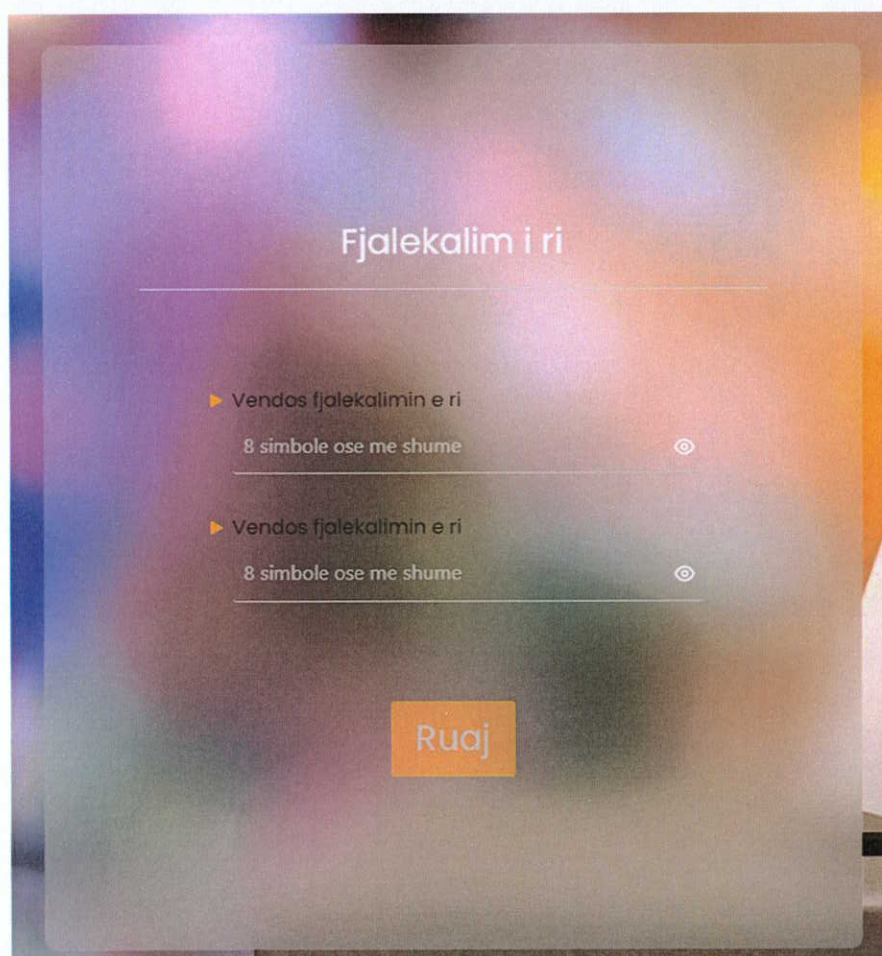 Fjalekalim i ri
Vendos fjalekalimin e ri
8 simbole ose me shume
Vendos fjalekalimin e ri
8 simbole ose me shume
Ruaj